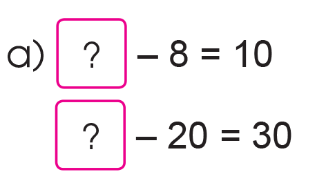 a) ? – 8 = 10
? – 20 = 30